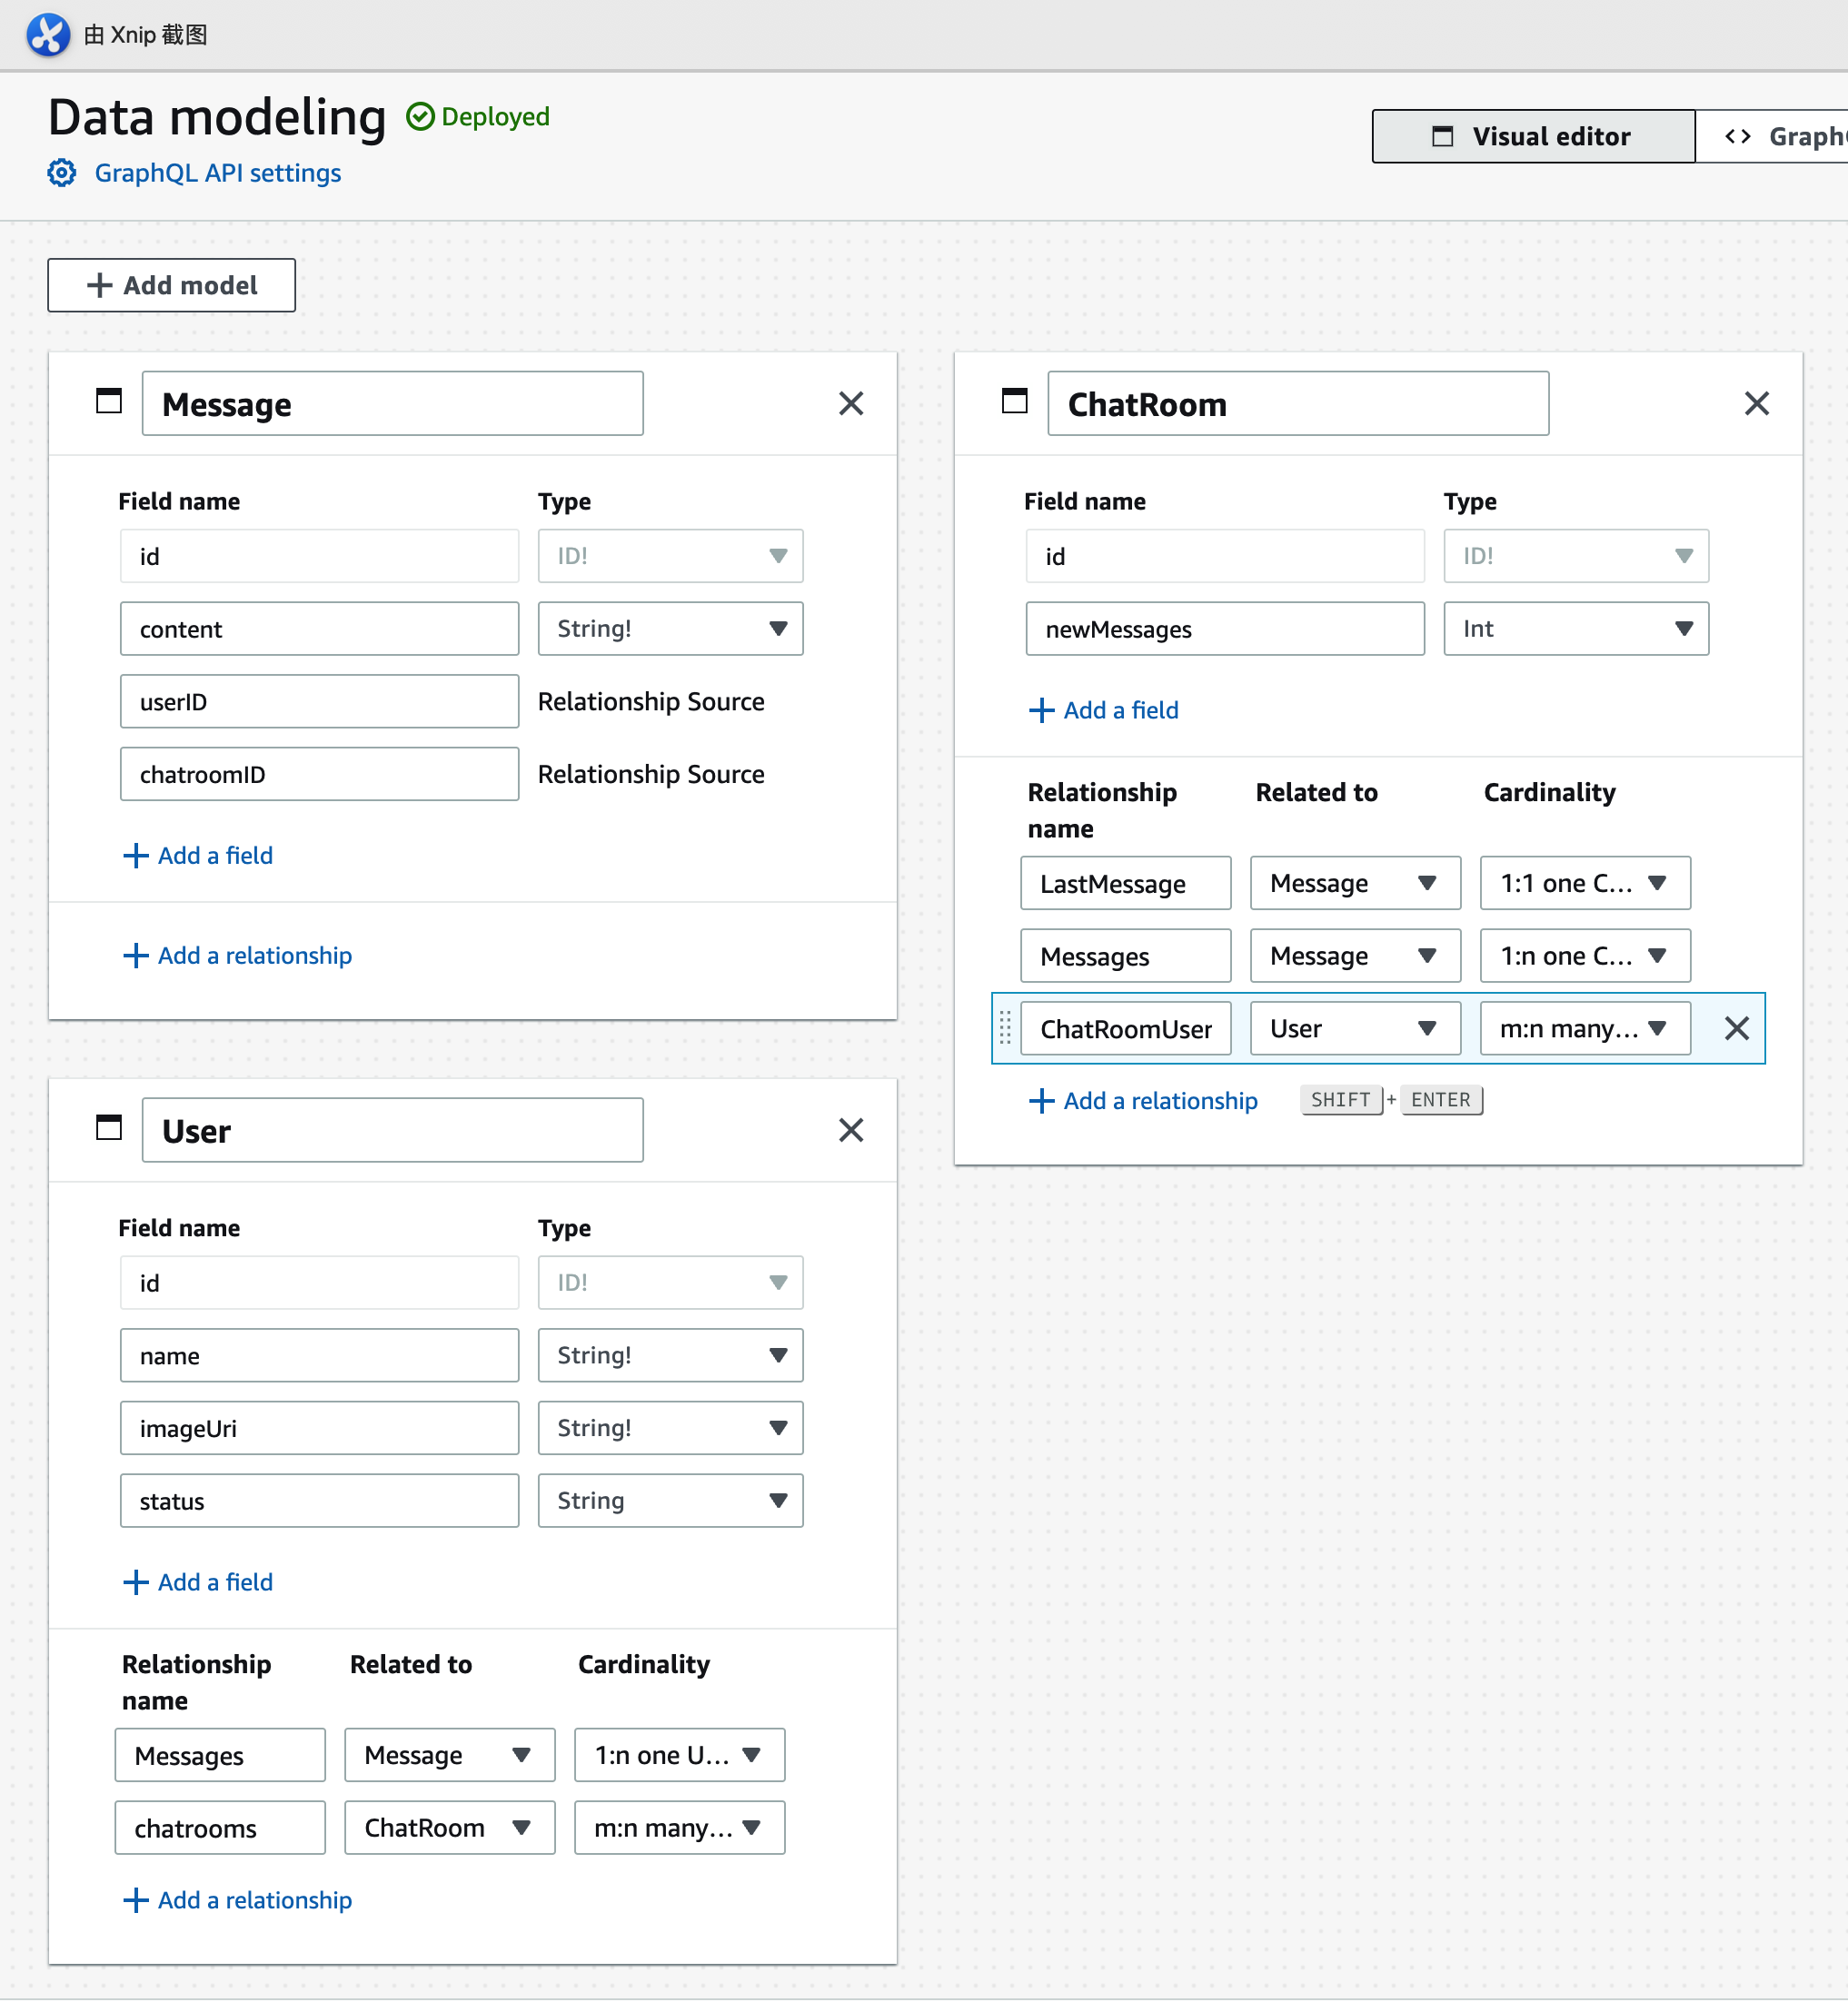 由 Xnip 截图
Data modeling Deployed
GraphQL API settings
Visual editor
+ Add model
Message
Field name Type
id ID!
content String!
userID Relationship Source
chatroomID Relationship Source
+ Add a field
+ Add a relationship
ChatRoom
Field name Type
id ID!
newMessages Int
+ Add a field
Relationship name Related to Cardinality
LastMessage Message 1:1 one C...
Messages Message 1:n one C...
ChatRoomUser User m:n many...
+ Add a relationship SHIFT + ENTER
User
Field name Type
id ID!
name String!
imageUri String!
status String
+ Add a field
Relationship name Related to Cardinality
Messages Message 1:n one U...
chatrooms ChatRoom m:n many...
+ Add a relationship